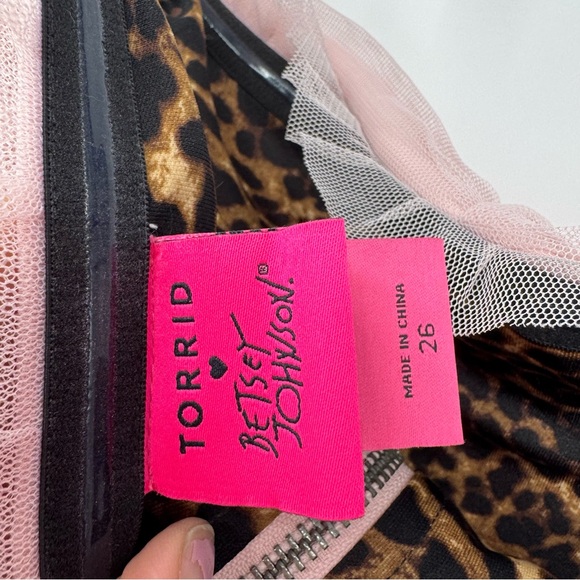 TORRID
BETSEY
JOHNSON®
MADE IN CHINA
26